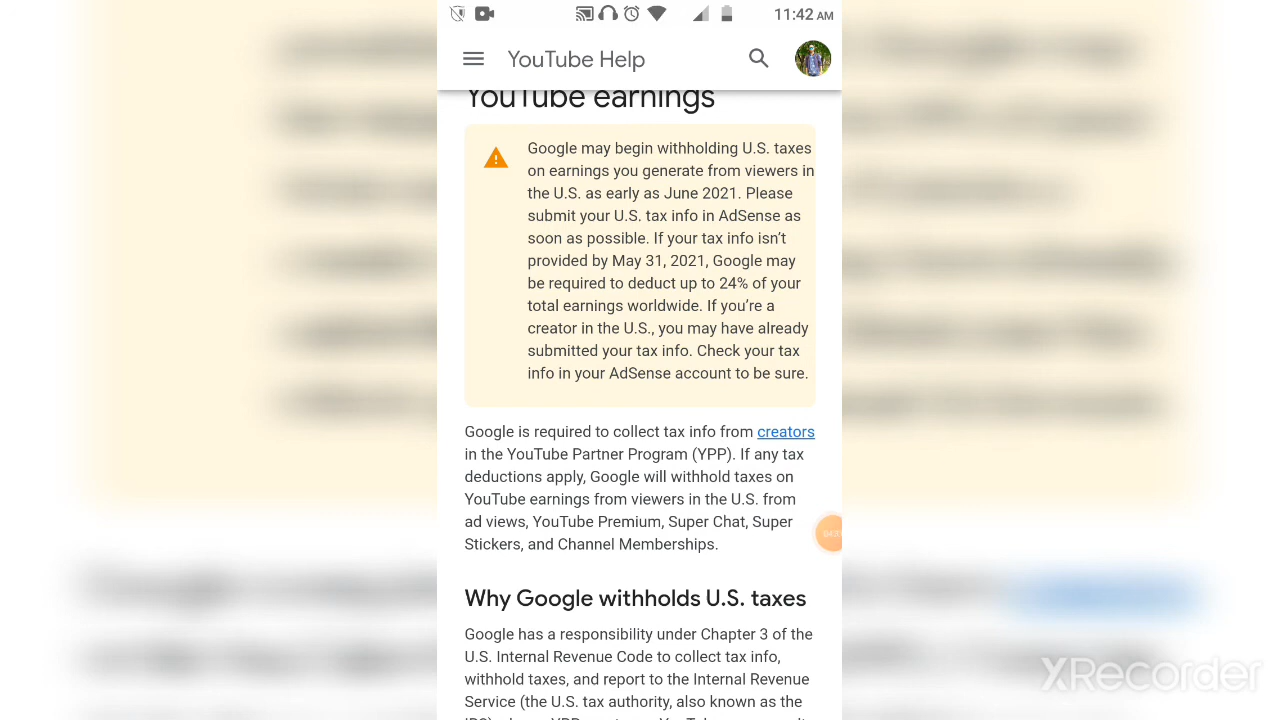 11:42 AM
YouTube Help
YouTube earnings
Google may begin withholding U.S. taxes
on earnings you generate from viewers in
the U.S. as early as June 2021. Please
submit your U.S. tax info in AdSense as
soon as possible. If your tax info isn’t
provided by May 31, 2021, Google may
be required to deduct up to 24% of your
total earnings worldwide. If you’re a
creator in the U.S., you may have already
submitted your tax info. Check your tax
info in your AdSense account to be sure.
Google is required to collect tax info from creators
in the YouTube Partner Program (YPP). If any tax
deductions apply, Google will withhold taxes on
YouTube earnings from viewers in the U.S. from
ad views, YouTube Premium, Super Chat, Super
Stickers, and Channel Memberships.
Why Google withholds U.S. taxes
Google has a responsibility under Chapter 3 of the
U.S. Internal Revenue Code to collect tax info,
withhold taxes, and report to the Internal Revenue
Service (the U.S. tax authority, also known as the
XRecorder